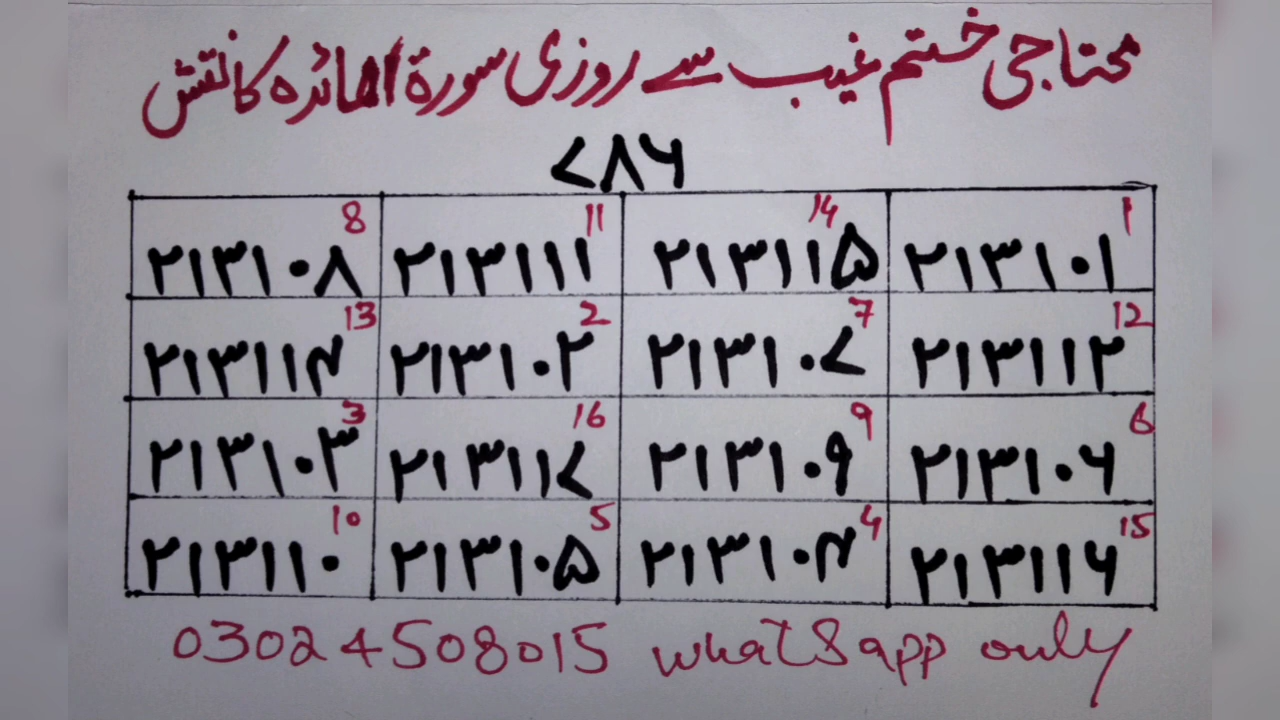 محتاجی ختم غیب سے روزی سورۃ المائدہ کا نقش
۷۸۶
8 11 14 1
۲۱۳۱۰۸ ۲۱۳۱۱۱ ۲۱۳۱۱۵ ۲۱۳۱۰۱
13 2 7 12
۲۱۳۱۱۴ ۲۱۳۱۰۲ ۲۱۳۱۰۷ ۲۱۳۱۱۲
3 16 9 6
۲۱۳۱۰۳ ۲۱۳۱۱۷ ۲۱۳۱۰۹ ۲۱۳۱۰۶
10 5 4 15
۲۱۳۱۱۰ ۲۱۳۱۰۵ ۲۱۳۱۰۴ ۲۱۳۱۱۶
03024508015 whatsapp only